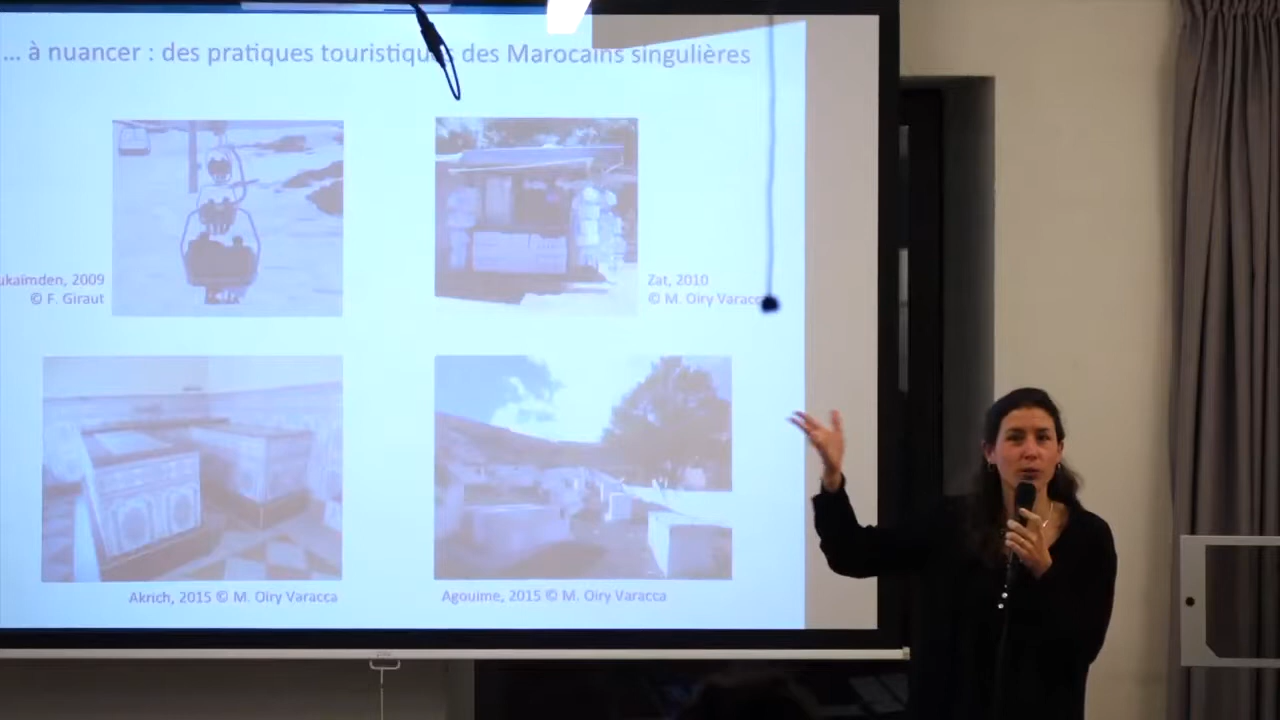 ... à nuancer : des pratiques touristiques des Marocains singulières
ukaïmden, 2009
© F. Giraut
Zat, 2010
© M. Oiry Varacca
Akrich, 2015 © M. Oiry Varacca
Agouime, 2015 © M. Oiry Varacca